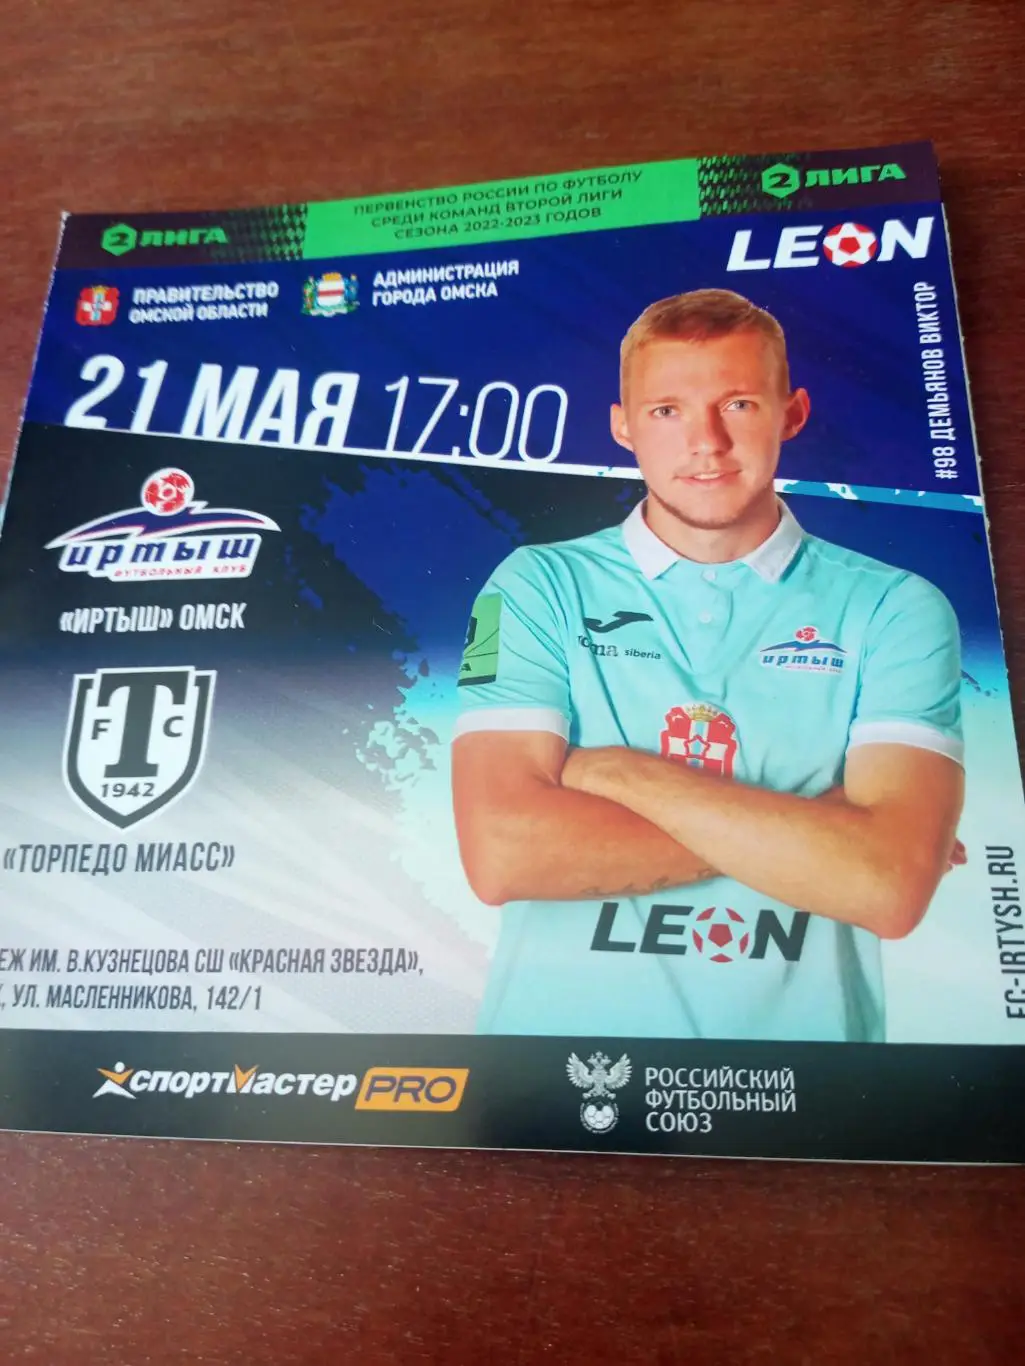 2 ЛИГА
ПЕРВЕНСТВО РОССИИ ПО ФУТБОЛУ
СРЕДИ КОМАНД ВТОРОЙ ЛИГИ
СЕЗОНА 2022-2023 ГОДОВ
2 ЛИГА
LEON
ПРАВИТЕЛЬСТВО
ОМСКОЙ ОБЛАСТИ
АДМИНИСТРАЦИЯ
ГОРОДА ОМСКА
21 МАЯ 17:00
#98 ДЕМЬЯНОВ ВИКТОР
ИРТЫШ
ФУТБОЛЬНЫЙ КЛУБ
«ИРТЫШ» ОМСК
FTC
1942
«ТОРПЕДО МИАСС»
Joma siberia
ИРТЫШ
LEON
ЕЖ ИМ. В.КУЗНЕЦОВА СШ «КРАСНАЯ ЗВЕЗДА»,
УЛ. МАСЛЕННИКОВА, 142/1
FC-IRTYSH.RU
СПОРТМАСТЕР PRO
РОССИЙСКИЙ
ФУТБОЛЬНЫЙ
СОЮЗ